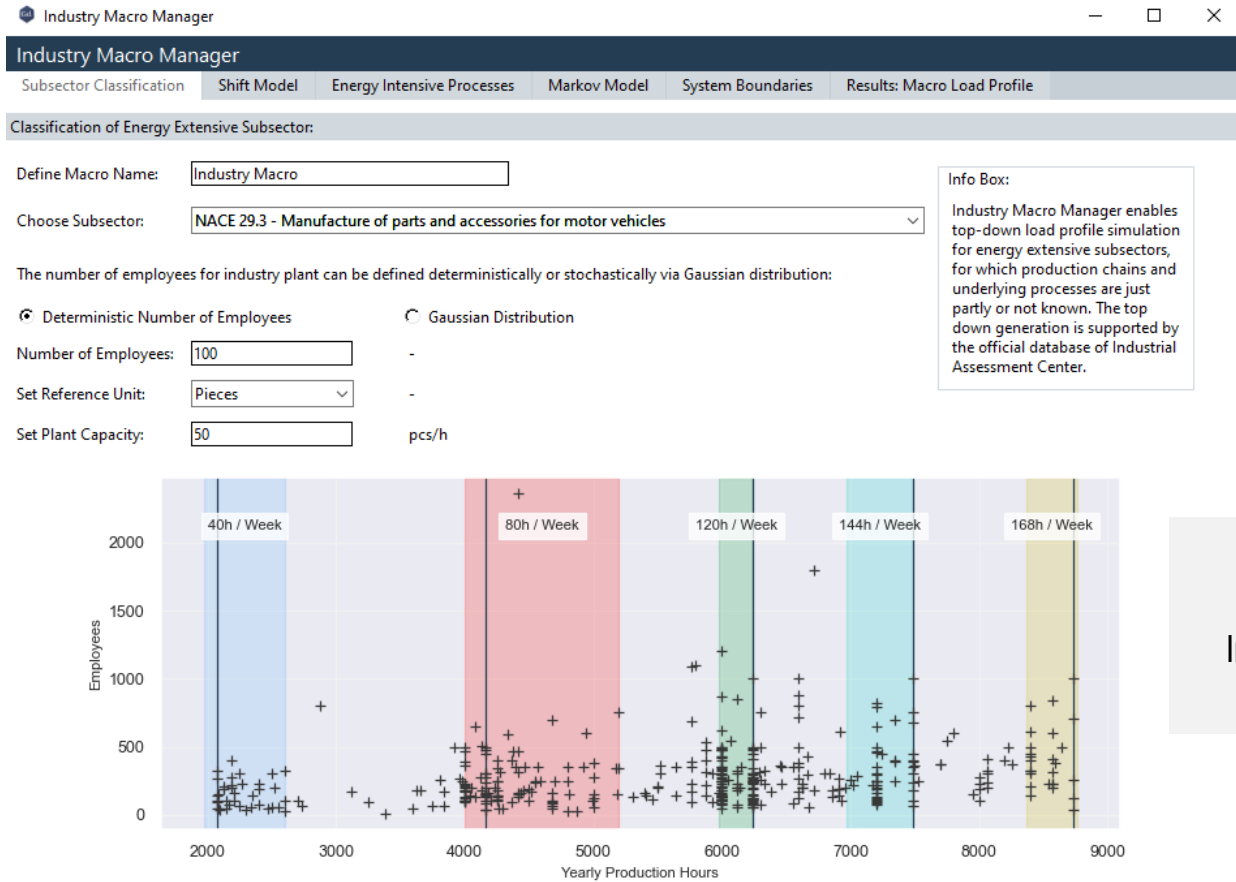 Industry Macro Manager
Industry Macro Manager
Subsector Classification Shift Model Energy Intensive Processes Markov Model System Boundaries Results: Macro Load Profile
Classification of Energy Extensive Subsector:
Define Macro Name: Industry Macro
Choose Subsector: NACE 29.3 - Manufacture of parts and accessories for motor vehicles
The number of employees for industry plant can be defined deterministically or stochastically via Gaussian distribution:
Deterministic Number of Employees Gaussian Distribution
Number of Employees: 100 -
Set Reference Unit: Pieces -
Set Plant Capacity: 50 pcs/h
Info Box:
Industry Macro Manager enables
top-down load profile simulation
for energy extensive subsectors,
for which production chains and
underlying processes are just
partly or not known. The top
down generation is supported by
the official database of Industrial
Assessment Center.
40h / Week 80h / Week 120h / Week 144h / Week 168h / Week
2000
1500
1000
500
0
Employees
2000 3000 4000 5000 6000 7000 8000 9000
Yearly Production Hours